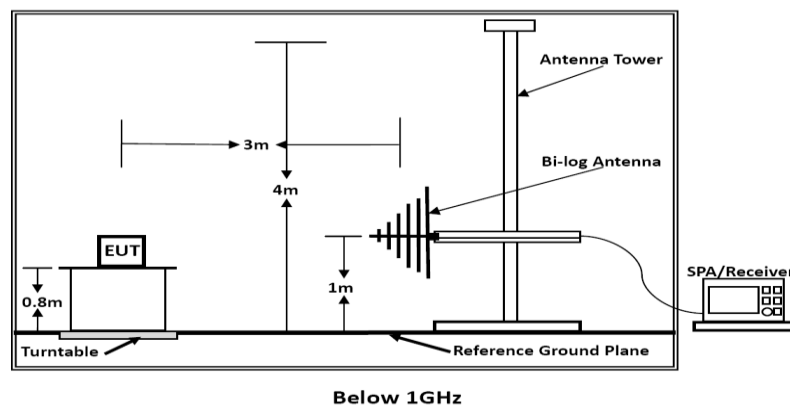 Antenna Tower
3m
Bi-log Antenna
4m
EUT
SPA/Receiver
0.8m
1m
Turntable
Reference Ground Plane
Below 1GHz